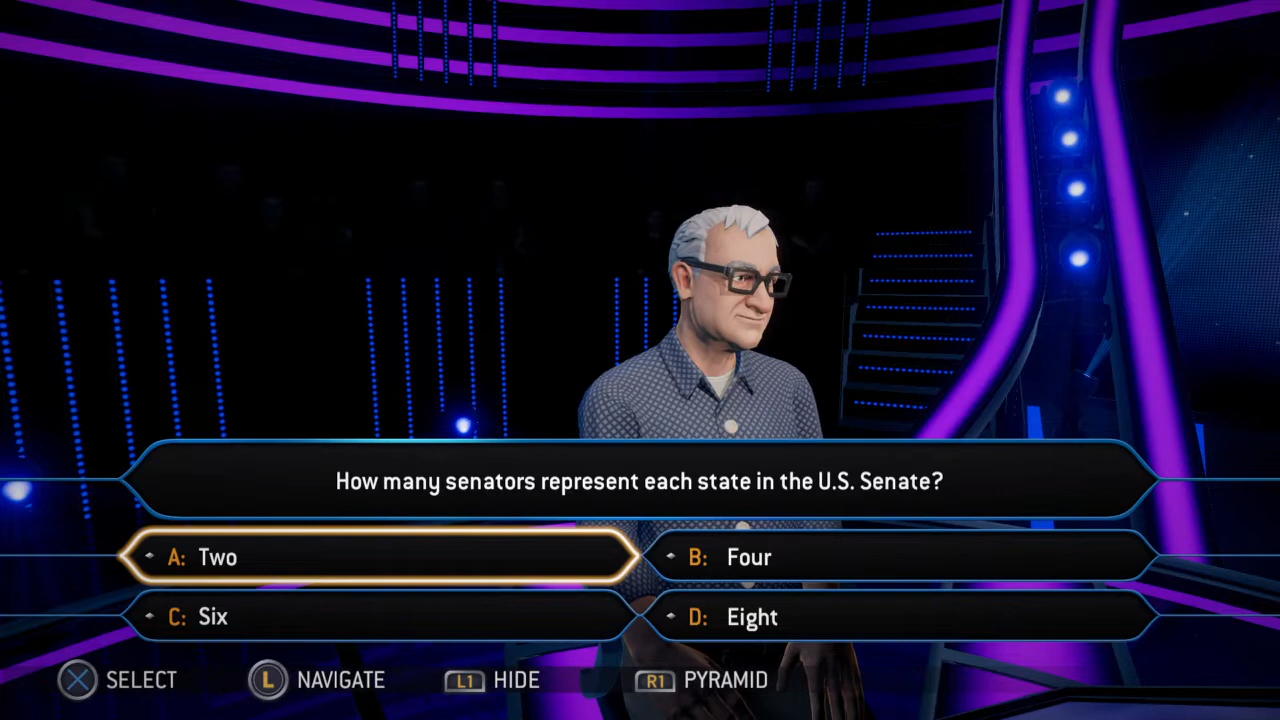 How many senators represent each state in the U.S. Senate?
A: Two
B: Four
C: Six
D: Eight
SELECT L NAVIGATE L1 HIDE R1 PYRAMID